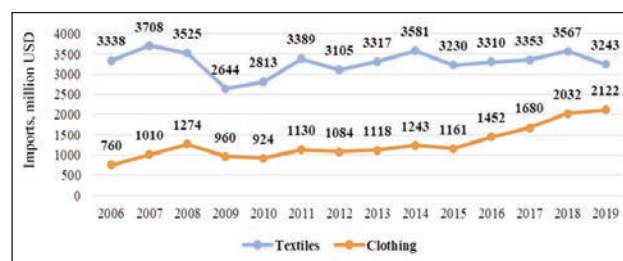 Imports, million USD
4000
3500
3000
2500
2000
1500
1000
500
0
3338 3708 3525 2644 2813 3389 3105 3317 3581 3230 3310 3353 3567 3243
760 1010 1274 960 924 1130 1084 1118 1243 1161 1452 1680 2032 2122
2006 2007 2008 2009 2010 2011 2012 2013 2014 2015 2016 2017 2018 2019
Textiles Clothing